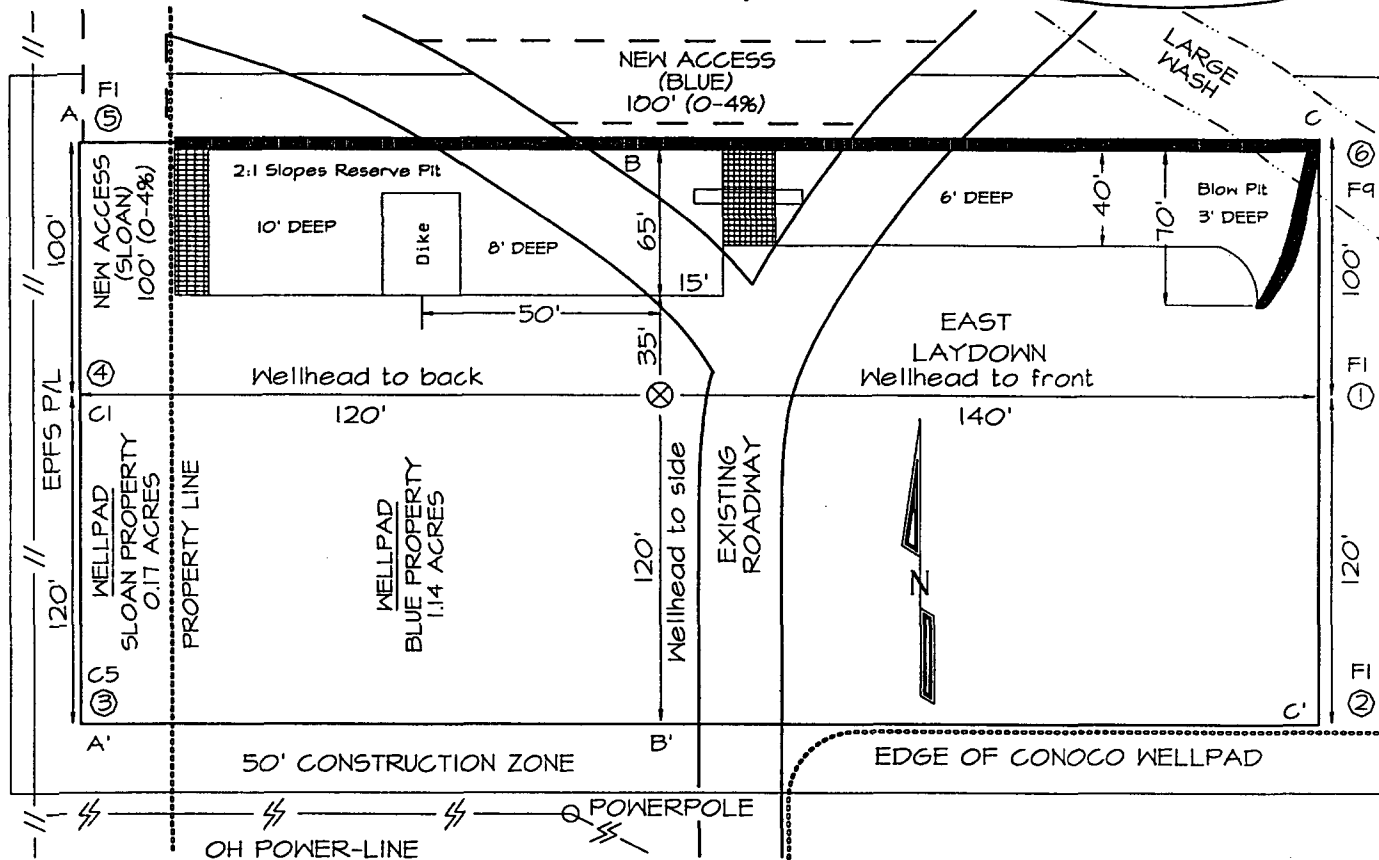 NEW ACCESS
(BLUE)
100' (0-4%)
LARGE
WASH
F1
A
5
C
6
F9
NEW ACCESS
(SLOAN)
100' (0-4%)
100'
2:1 Slopes Reserve Pit
10' DEEP
Dike
8' DEEP
B
65'
15'
50'
35'
6' DEEP
40'
70'
Blow Pit
3' DEEP
100'
EAST
LAYDOWN
4
Wellhead to back
Wellhead to front
F1
1
C1
120'
140'
EPFS P/L
120'
WELLPAD
SLOAN PROPERTY
0.17 ACRES
PROPERTY LINE
WELLPAD
BLUE PROPERTY
1.14 ACRES
120'
Wellhead to side
EXISTING
ROADWAY
N
120'
C5
3
F1
2
A'
B'
C'
50' CONSTRUCTION ZONE
EDGE OF CONOCO WELLPAD
POWERPOLE
OH POWER-LINE